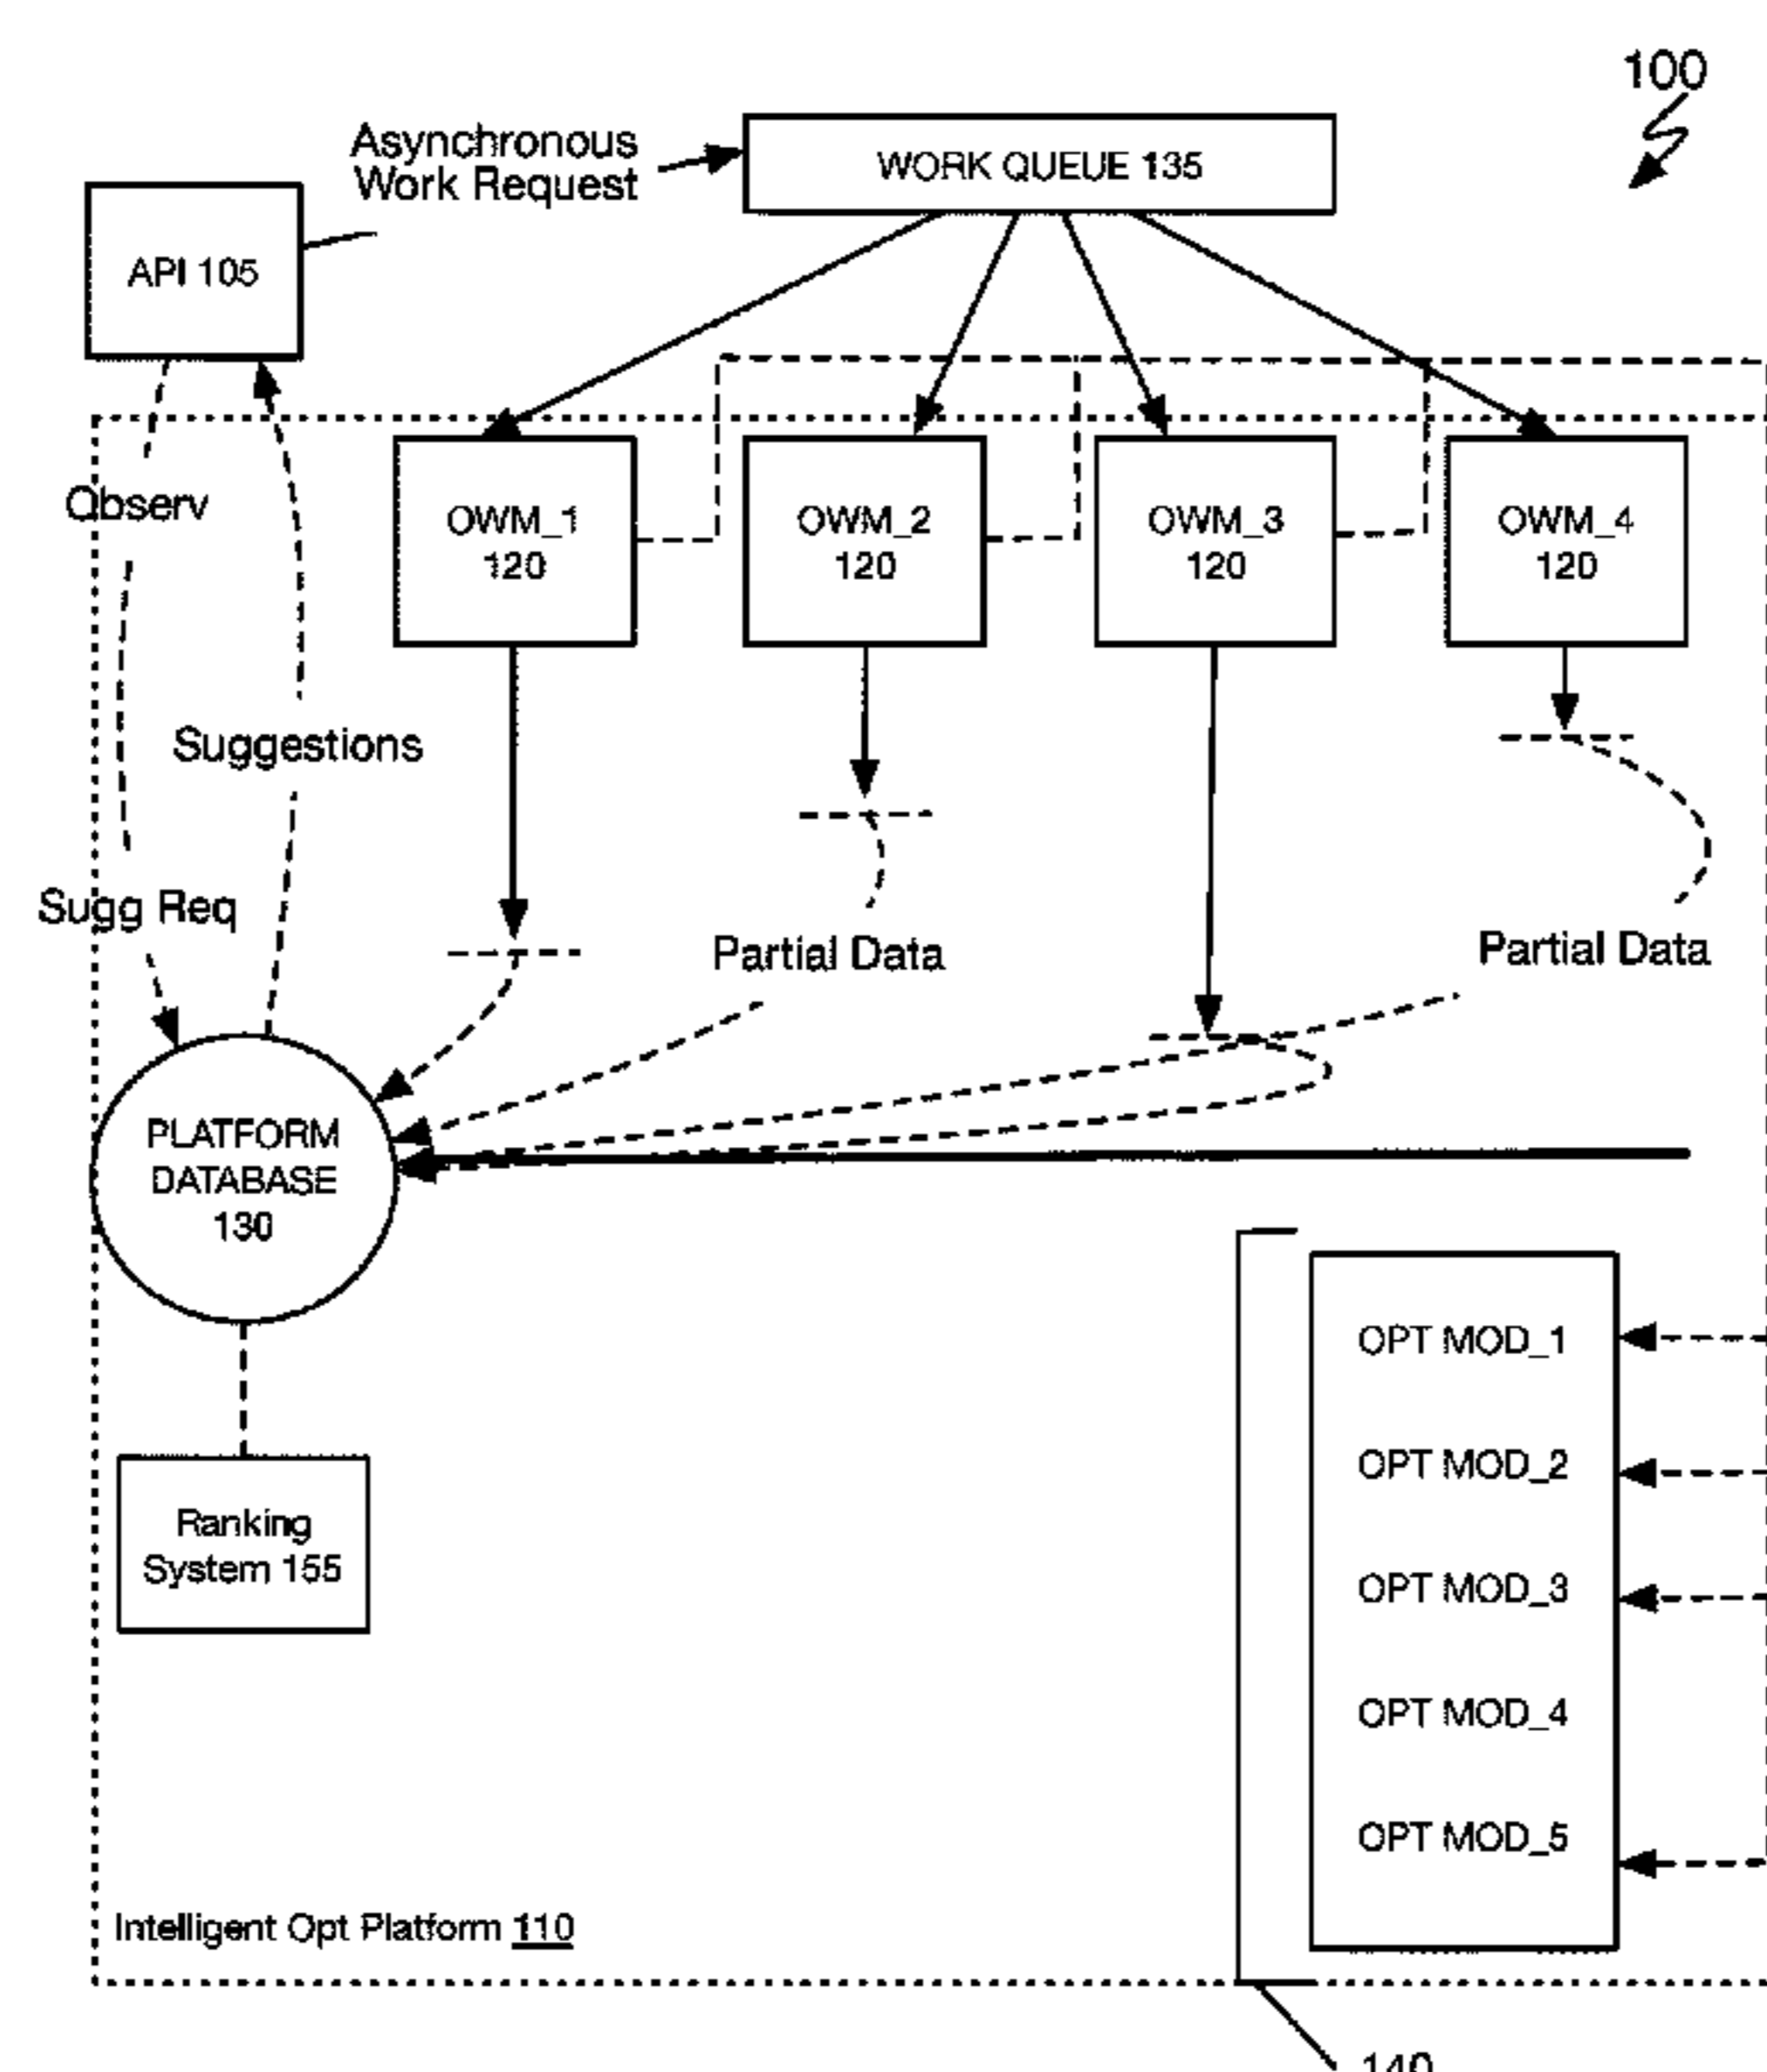 100
Asynchronous
Work Request
WORK QUEUE 135
API 105
Observ
OWM_1
120
OWM_2
120
OWM_3
120
OWM_4
120
Suggestions
Sugg Req
Partial Data
Partial Data
PLATFORM
DATABASE
130
OPT MOD_1
OPT MOD_2
OPT MOD_3
OPT MOD_4
OPT MOD_5
Ranking
System 155
Intelligent Opt Platform 110
140